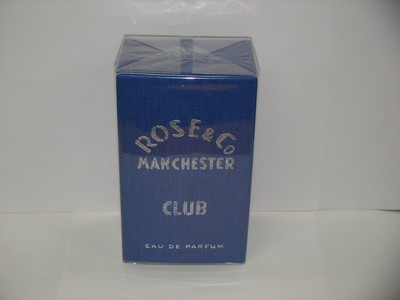 ROSE & Co
MANCHESTER
CLUB
EAU DE PARFUM